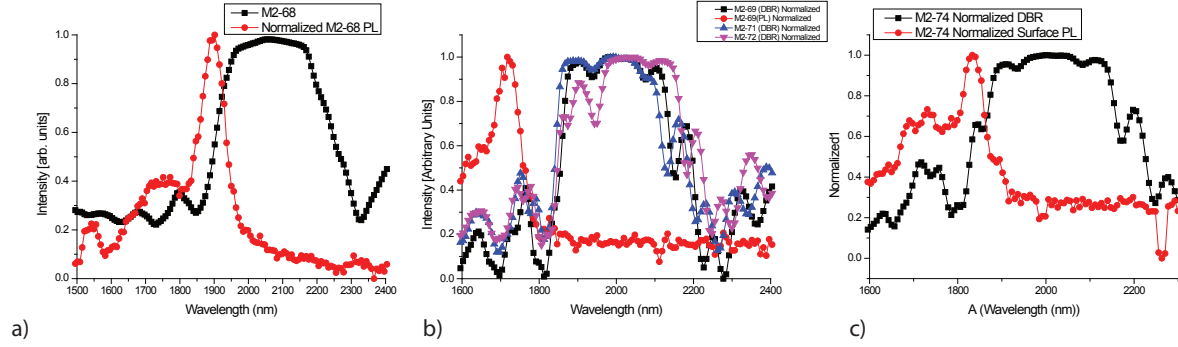 M2-68
Normalized M2-68 PL
1.0
0.8
0.6
0.4
0.2
0.0
Intensity [arb. units]
1500 1600 1700 1800 1900 2000 2100 2200 2300 2400
Wavelength (nm)
a)
M2-69 (DBR) Normalized
M2-69(PL) Normalized
M2-71 (DBR) Normalized
M2-72 (DBR) Normalized
1.0
0.8
0.6
0.4
0.2
0.0
Intensity [Arbitrary Units]
1600 1800 2000 2200 2400
Wavelength (nm)
b)
M2-74 Normalized DBR
M2-74 Normalized Surface PL
1.0
0.8
0.6
0.4
0.2
0.0
Normalized1
1600 1800 2000 2200
A (Wavelength (nm))
c)